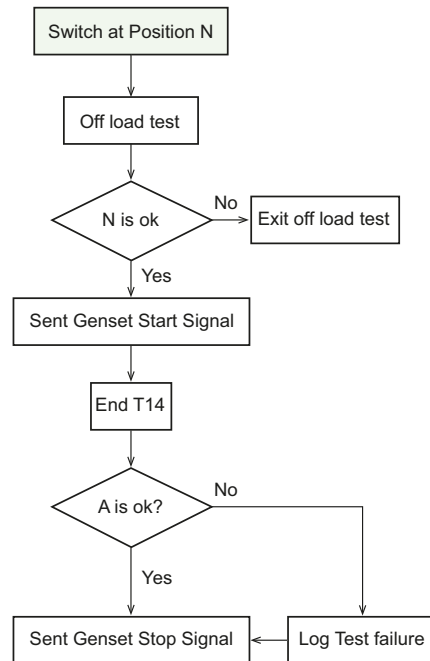 Switch at Position N
Off load test
N is ok
No
Exit off load test
Yes
Sent Genset Start Signal
End T14
A is ok?
No
Yes
Sent Genset Stop Signal
Log Test failure